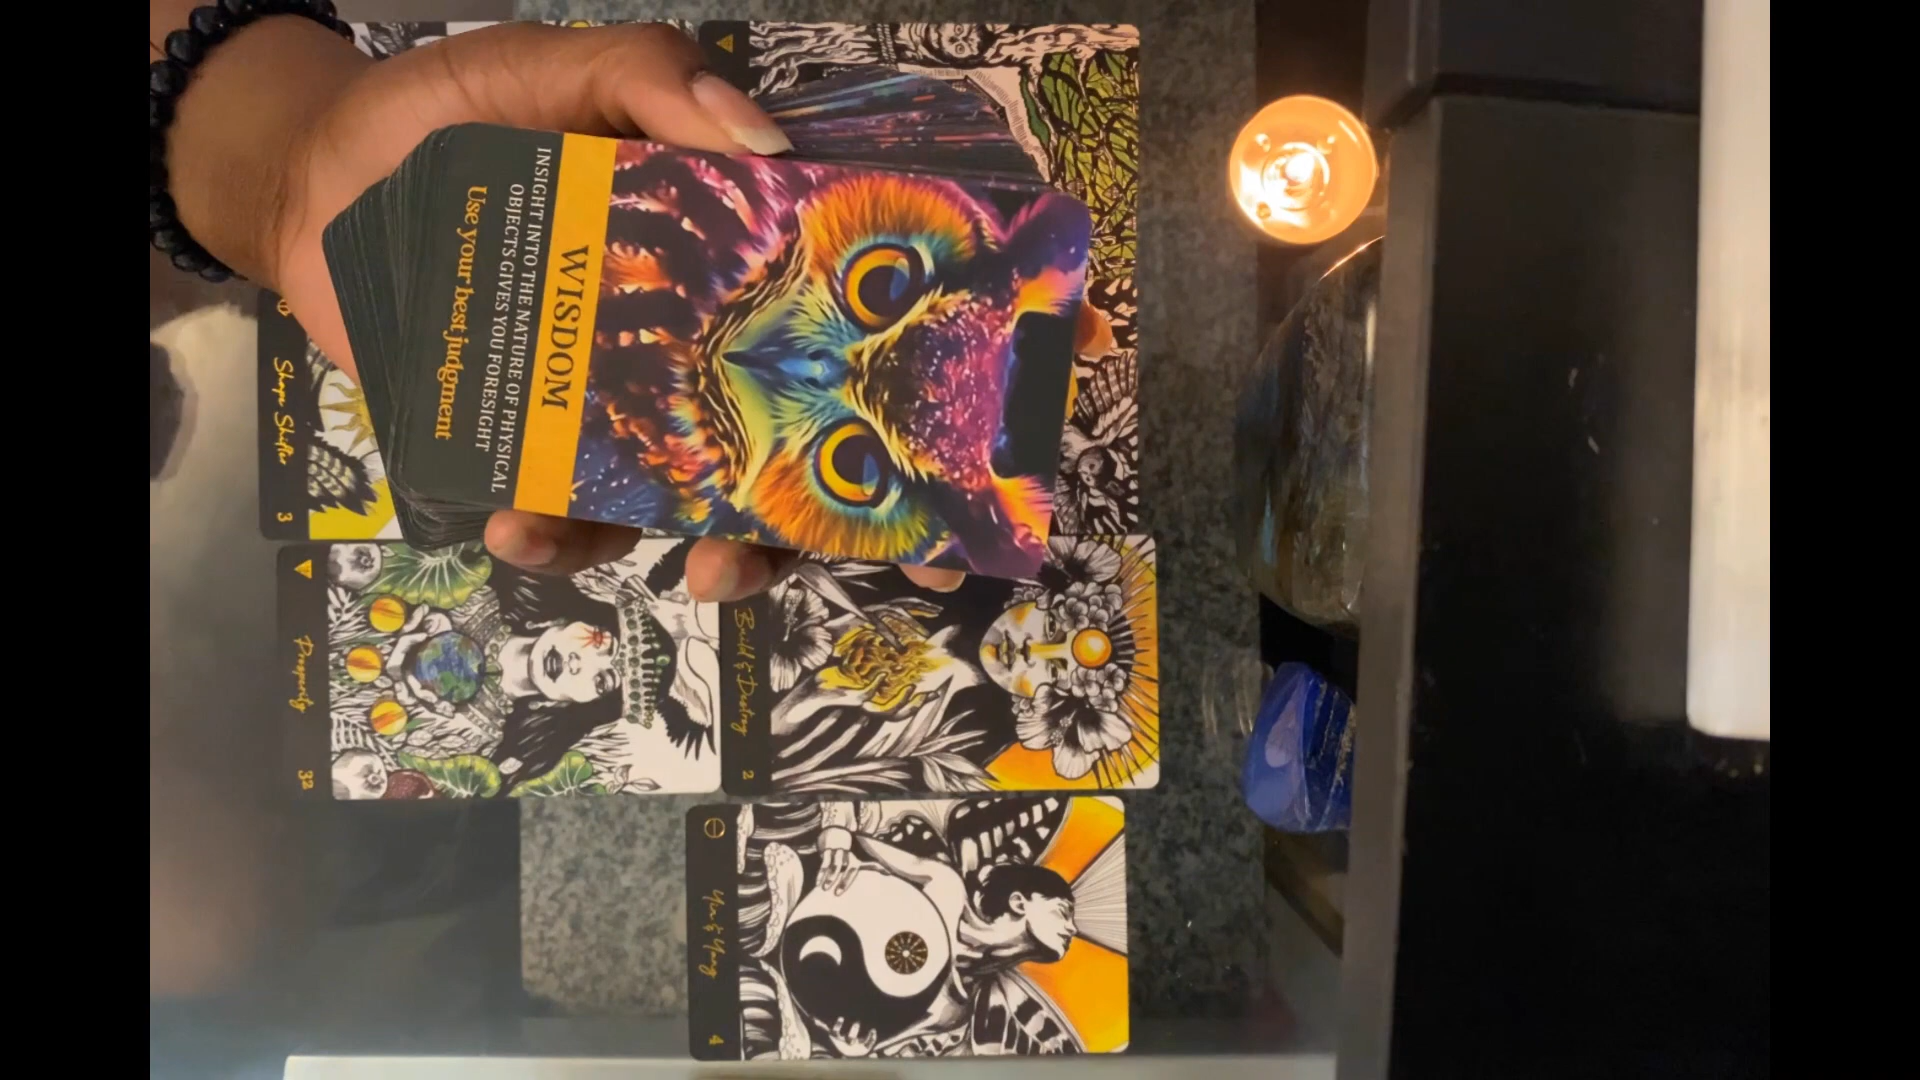 WISDOM
INSIGHT INTO THE NATURE OF PHYSICAL
OBJECTS GIVES YOU FORESIGHT
Use your best judgment
Shape Shifter
3
Prosperity
32
Build & Destroy
2
Yin & Yang
4